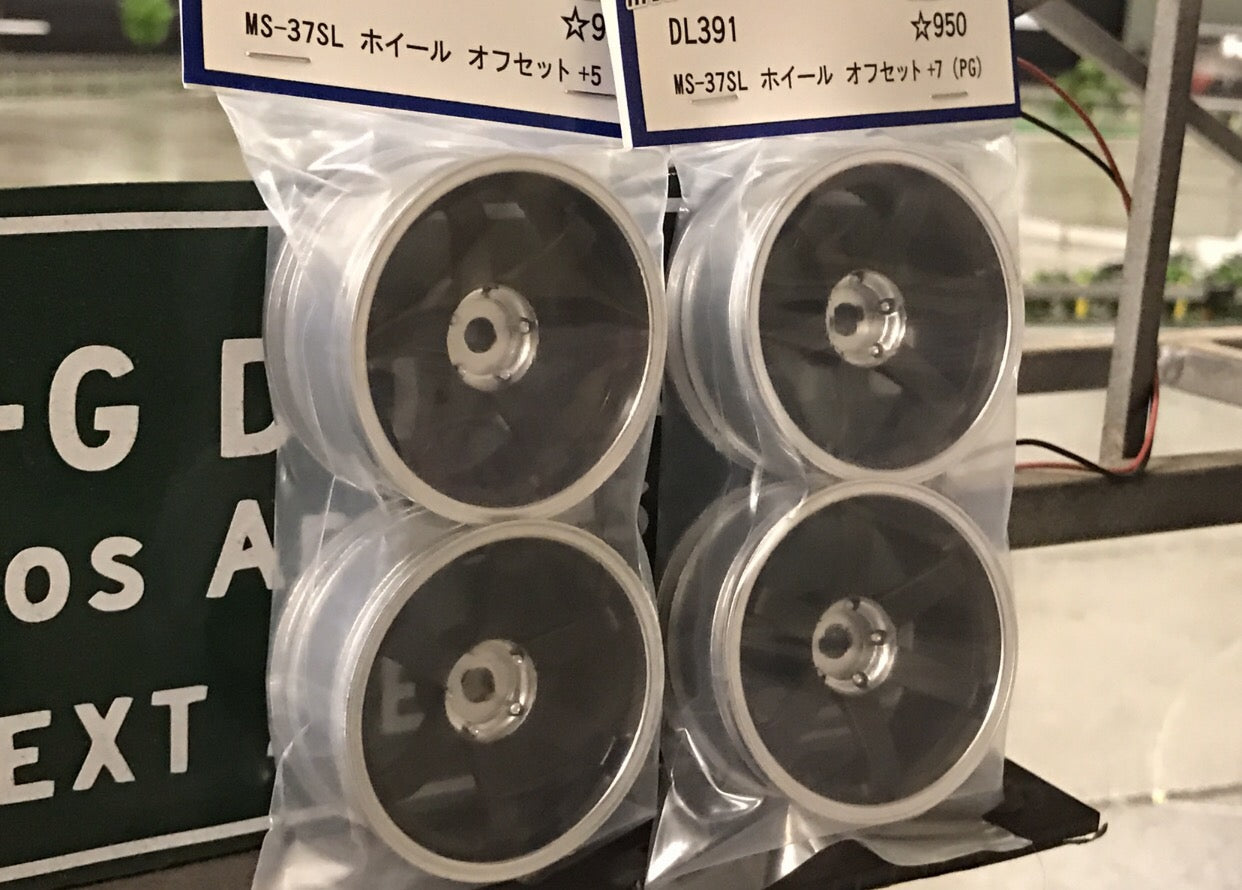 MS-37SL ホイール オフセット +5
☆9
DL391
☆950
MS-37SL ホイール オフセット +7 (PG)
-G D
OS A
EXT